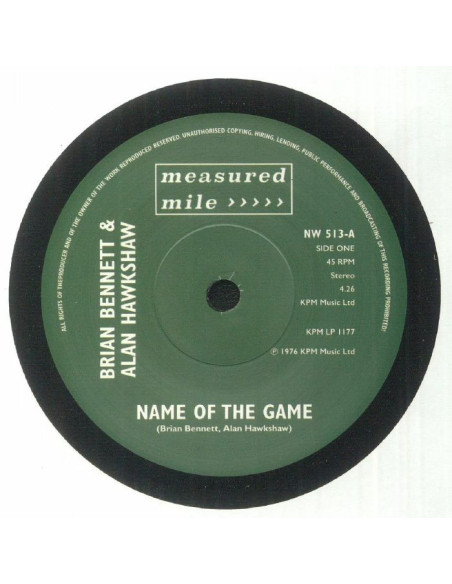 ALL RIGHTS OF THE PRODUCER AND OF THE OWNER OF THE WORK REPRODUCED RESERVED. UNAUTHORISED COPYING, HIRING, LENDING, PUBLIC PERFORMANCE AND BROADCASTING OF THIS RECORDING PROHIBITED!
measured
mile >>>>>
BRIAN BENNETT &
ALAN HAWKSHAW
NW 513-A
SIDE ONE
45 RPM
Stereo
4.26
KPM Music Ltd
KPM LP 1177
℗ 1976 KPM Music Ltd
NAME OF THE GAME
(Brian Bennett, Alan Hawkshaw)